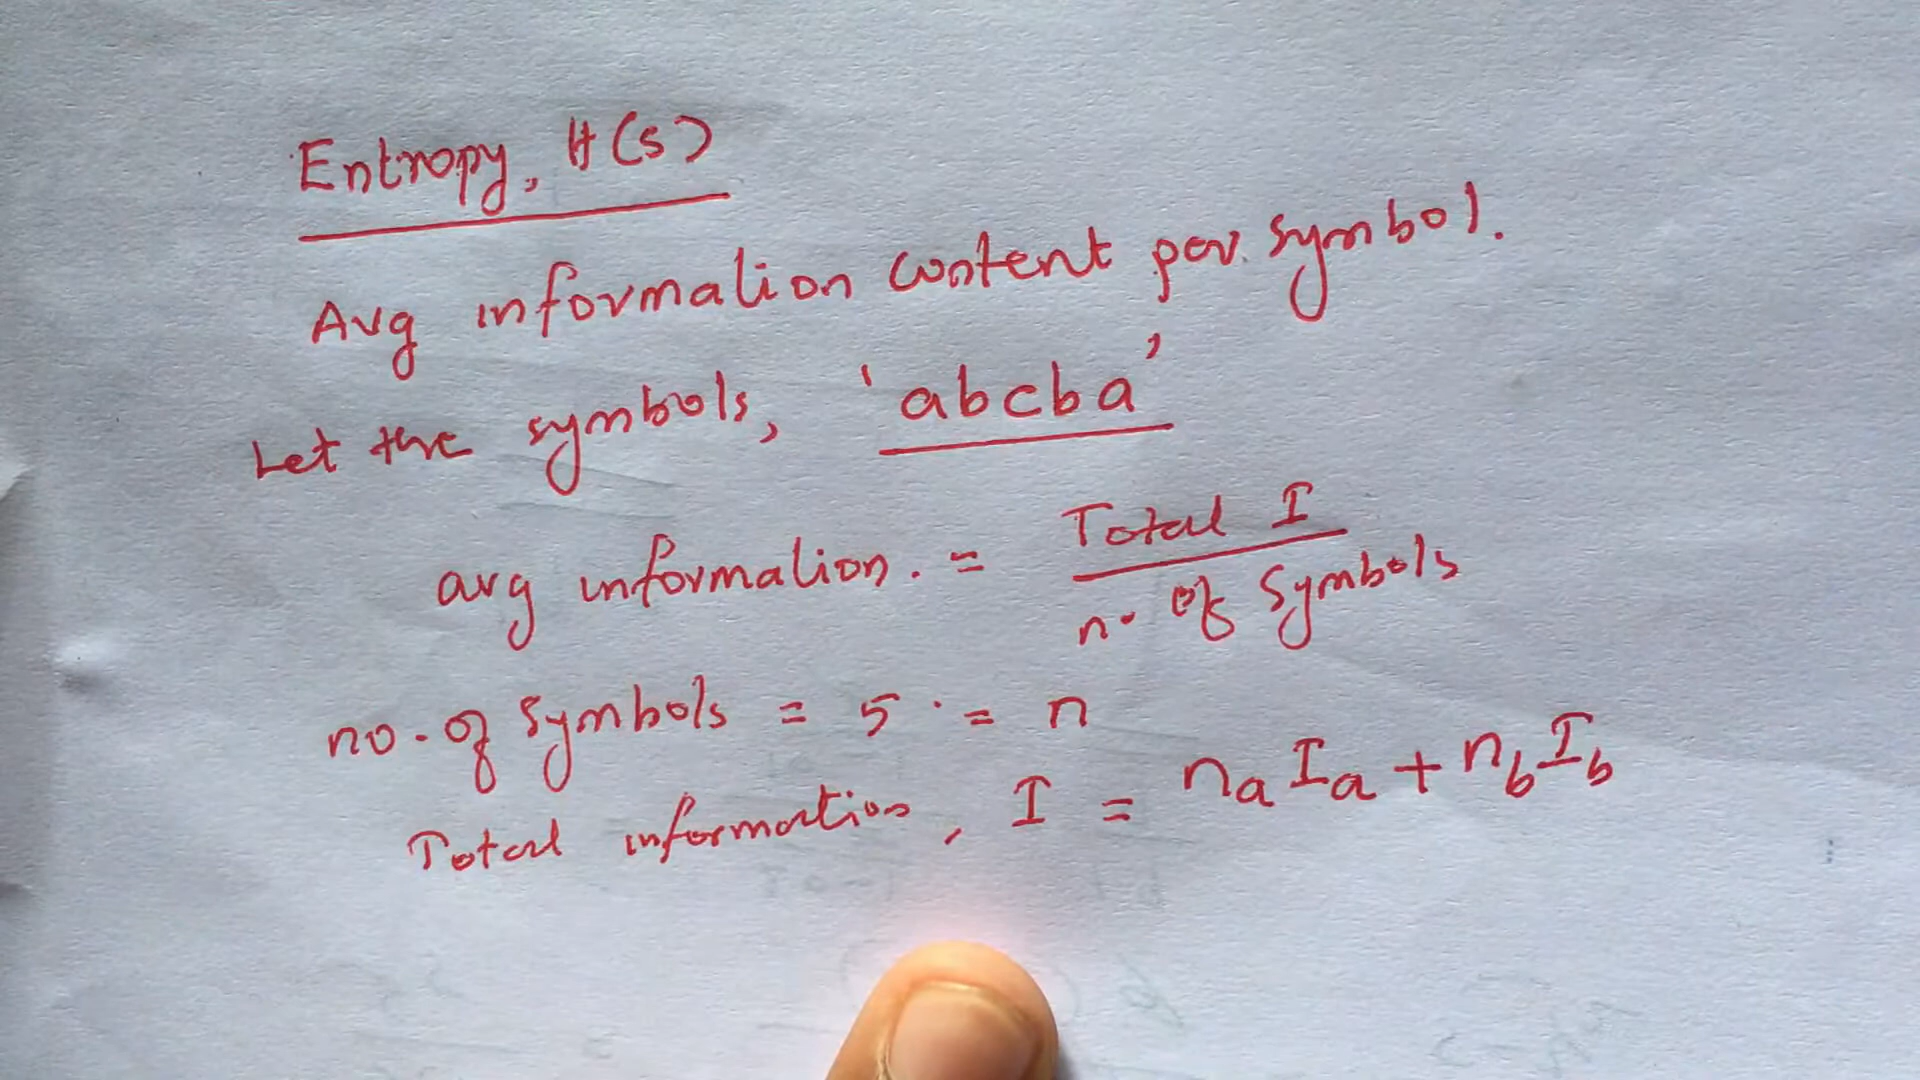 Entropy, H(s)
Avg information content per symbol.
Let the symbols, 'abcba'
avg information. = Total I / no. of symbols
no. of symbols = 5 . = n
Total information, I = naIa + nbIb